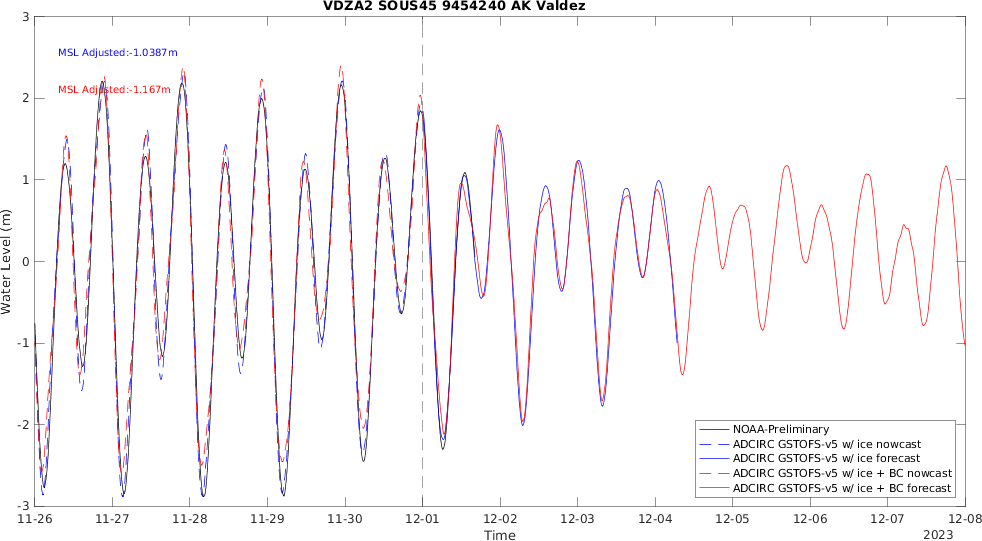 VDZA2 SOUS45 9454240 AK Valdez
MSL Adjusted:-1.0387m
MSL Adjusted:-1.167m
3
2
1
0
-1
-2
-3
Water Level (m)
NOAA-Preliminary
ADCIRC GSTOFS-v5 w/ ice nowcast
ADCIRC GSTOFS-v5 w/ ice forecast
ADCIRC GSTOFS-v5 w/ ice + BC nowcast
ADCIRC GSTOFS-v5 w/ ice + BC forecast
11-26 11-27 11-28 11-29 11-30 12-01 12-02 12-03 12-04 12-05 12-06 12-07 12-08
Time
2023